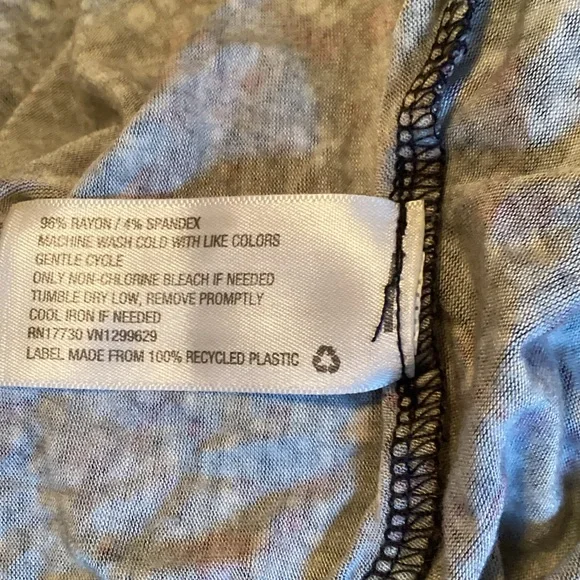 96% RAYON / 4% SPANDEX
MACHINE WASH COLD WITH LIKE COLORS
GENTLE CYCLE
ONLY NON-CHLORINE BLEACH IF NEEDED
TUMBLE DRY LOW, REMOVE PROMPTLY
COOL IRON IF NEEDED
RN17730 VN1299629
LABEL MADE FROM 100% RECYCLED PLASTIC